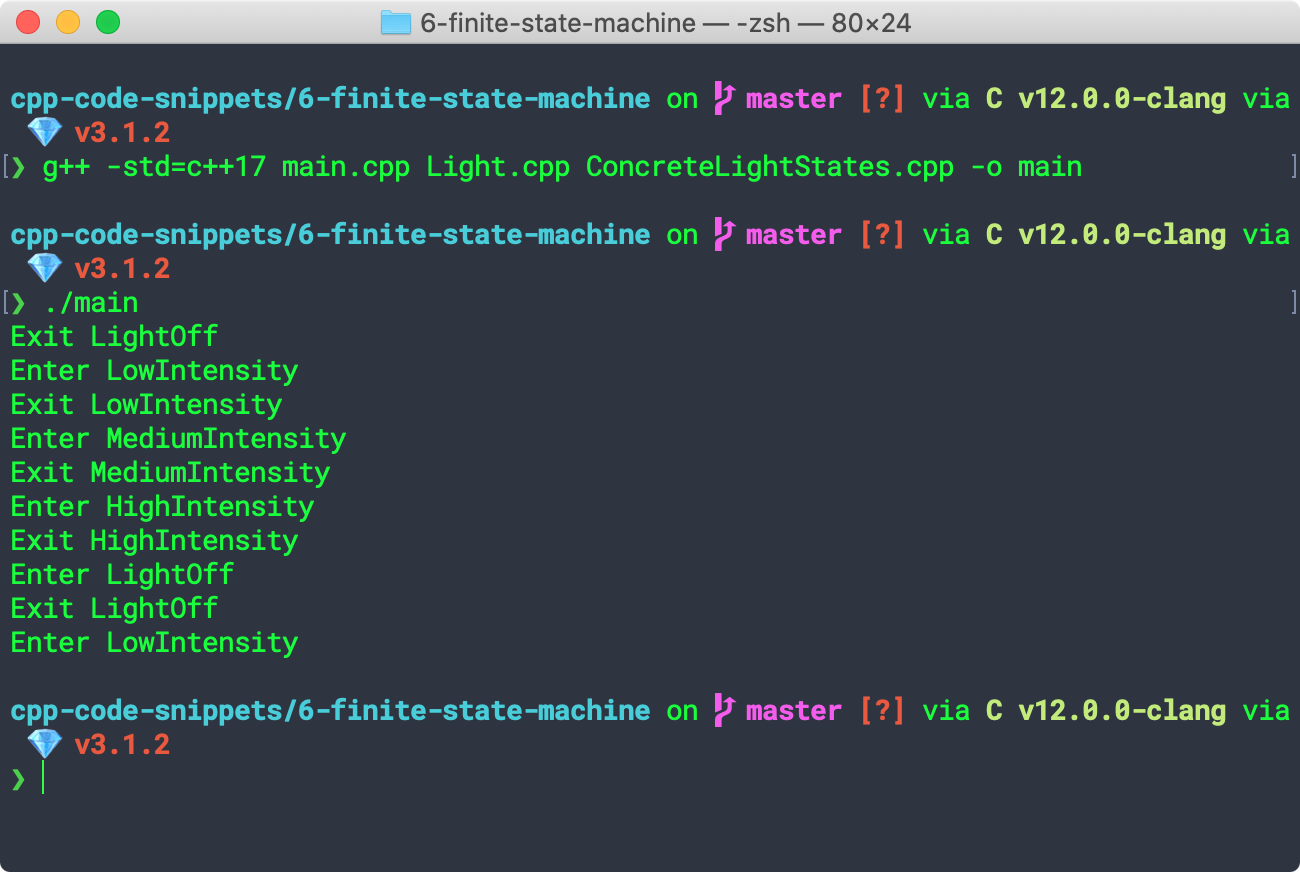 6-finite-state-machine — -zsh — 80×24
cpp-code-snippets/6-finite-state-machine on master [?] via C v12.0.0-clang via
💎 v3.1.2
[❯ g++ -std=c++17 main.cpp Light.cpp ConcreteLightStates.cpp -o main ]
cpp-code-snippets/6-finite-state-machine on master [?] via C v12.0.0-clang via
💎 v3.1.2
[❯ ./main ]
Exit LightOff
Enter LowIntensity
Exit LowIntensity
Enter MediumIntensity
Exit MediumIntensity
Enter HighIntensity
Exit HighIntensity
Enter LightOff
Exit LightOff
Enter LowIntensity
cpp-code-snippets/6-finite-state-machine on master [?] via C v12.0.0-clang via
💎 v3.1.2
❯